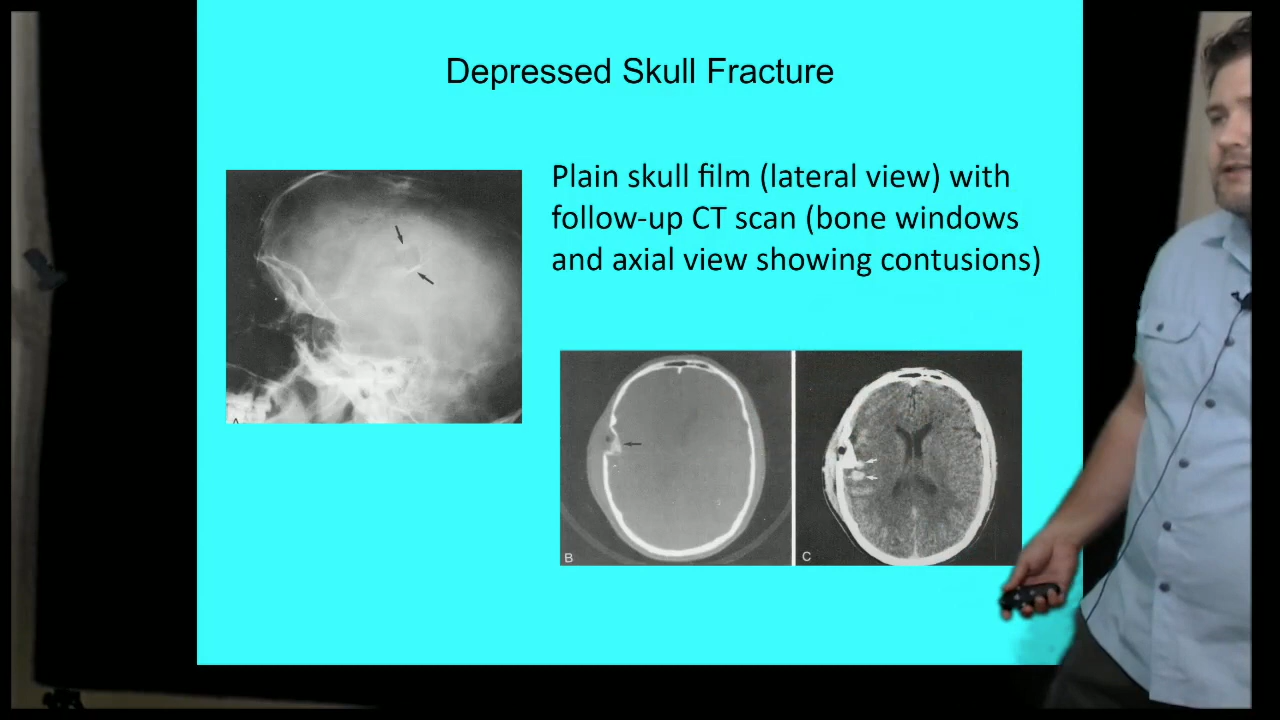 Depressed Skull Fracture
Plain skull film (lateral view) with
follow-up CT scan (bone windows
and axial view showing contusions)
A
B
C